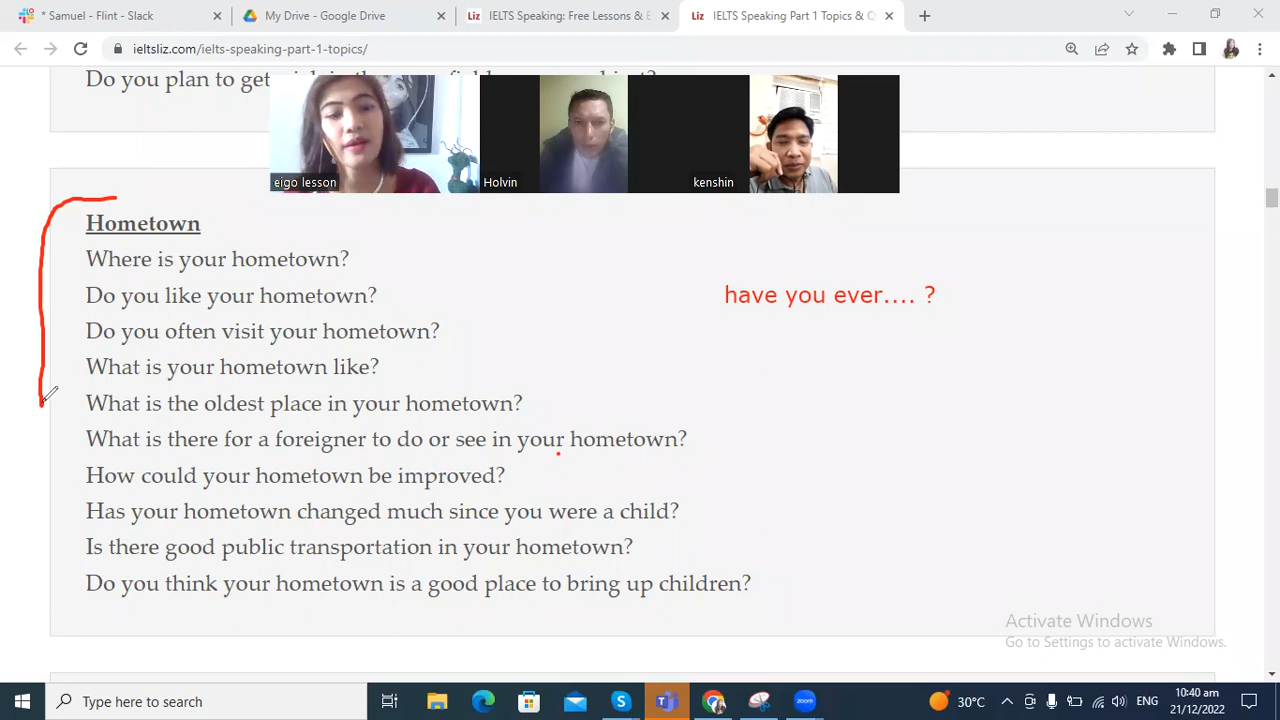 * Samuel - Flint - Slack
My Drive - Google Drive
Liz IELTS Speaking: Free Lessons & E
Liz IELTS Speaking Part 1 Topics & Q
ieltsliz.com/ielts-speaking-part-1-topics/
Do you plan to get
eigo lesson
Holvin
kenshin
Hometown
Where is your hometown?
Do you like your hometown?
have you ever.... ?
Do you often visit your hometown?
What is your hometown like?
What is the oldest place in your hometown?
What is there for a foreigner to do or see in your hometown?
How could your hometown be improved?
Has your hometown changed much since you were a child?
Is there good public transportation in your hometown?
Do you think your hometown is a good place to bring up children?
Activate Windows
Go to Settings to activate Windows.
Type here to search
zoom
30°C
ENG
10:40 am
21/12/2022